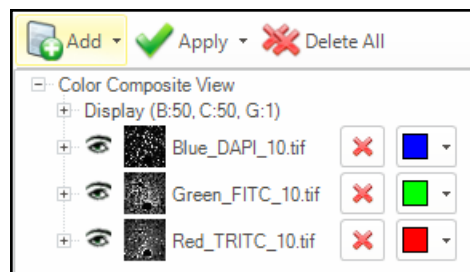 Add Apply Delete All
Color Composite View
Display (B:50, C:50, G:1)
Blue_DAPI_10.tif
Green_FITC_10.tif
Red_TRITC_10.tif